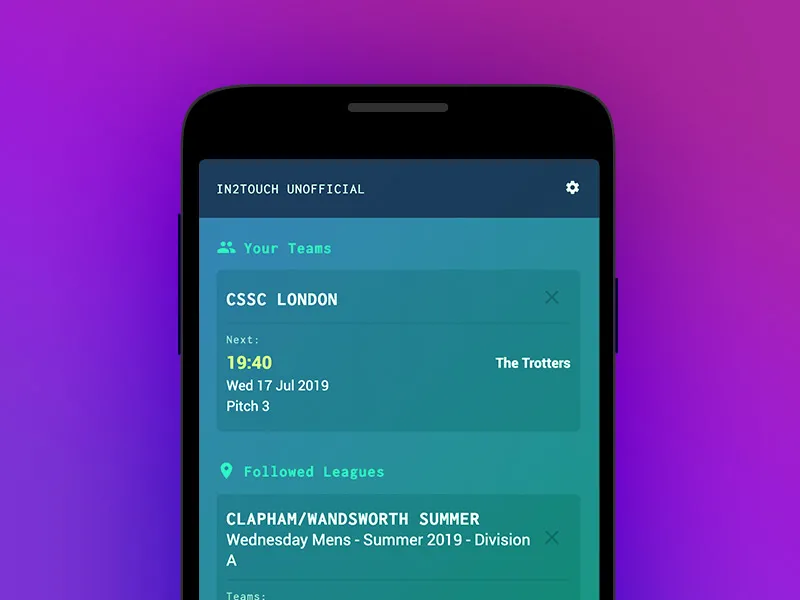 IN2TOUCH UNOFFICIAL
Your Teams
CSSC LONDON
Next:
19:40
The Trotters
Wed 17 Jul 2019
Pitch 3
Followed Leagues
CLAPHAM/WANDSWORTH SUMMER
Wednesday Mens - Summer 2019 - Division
A
Teams: